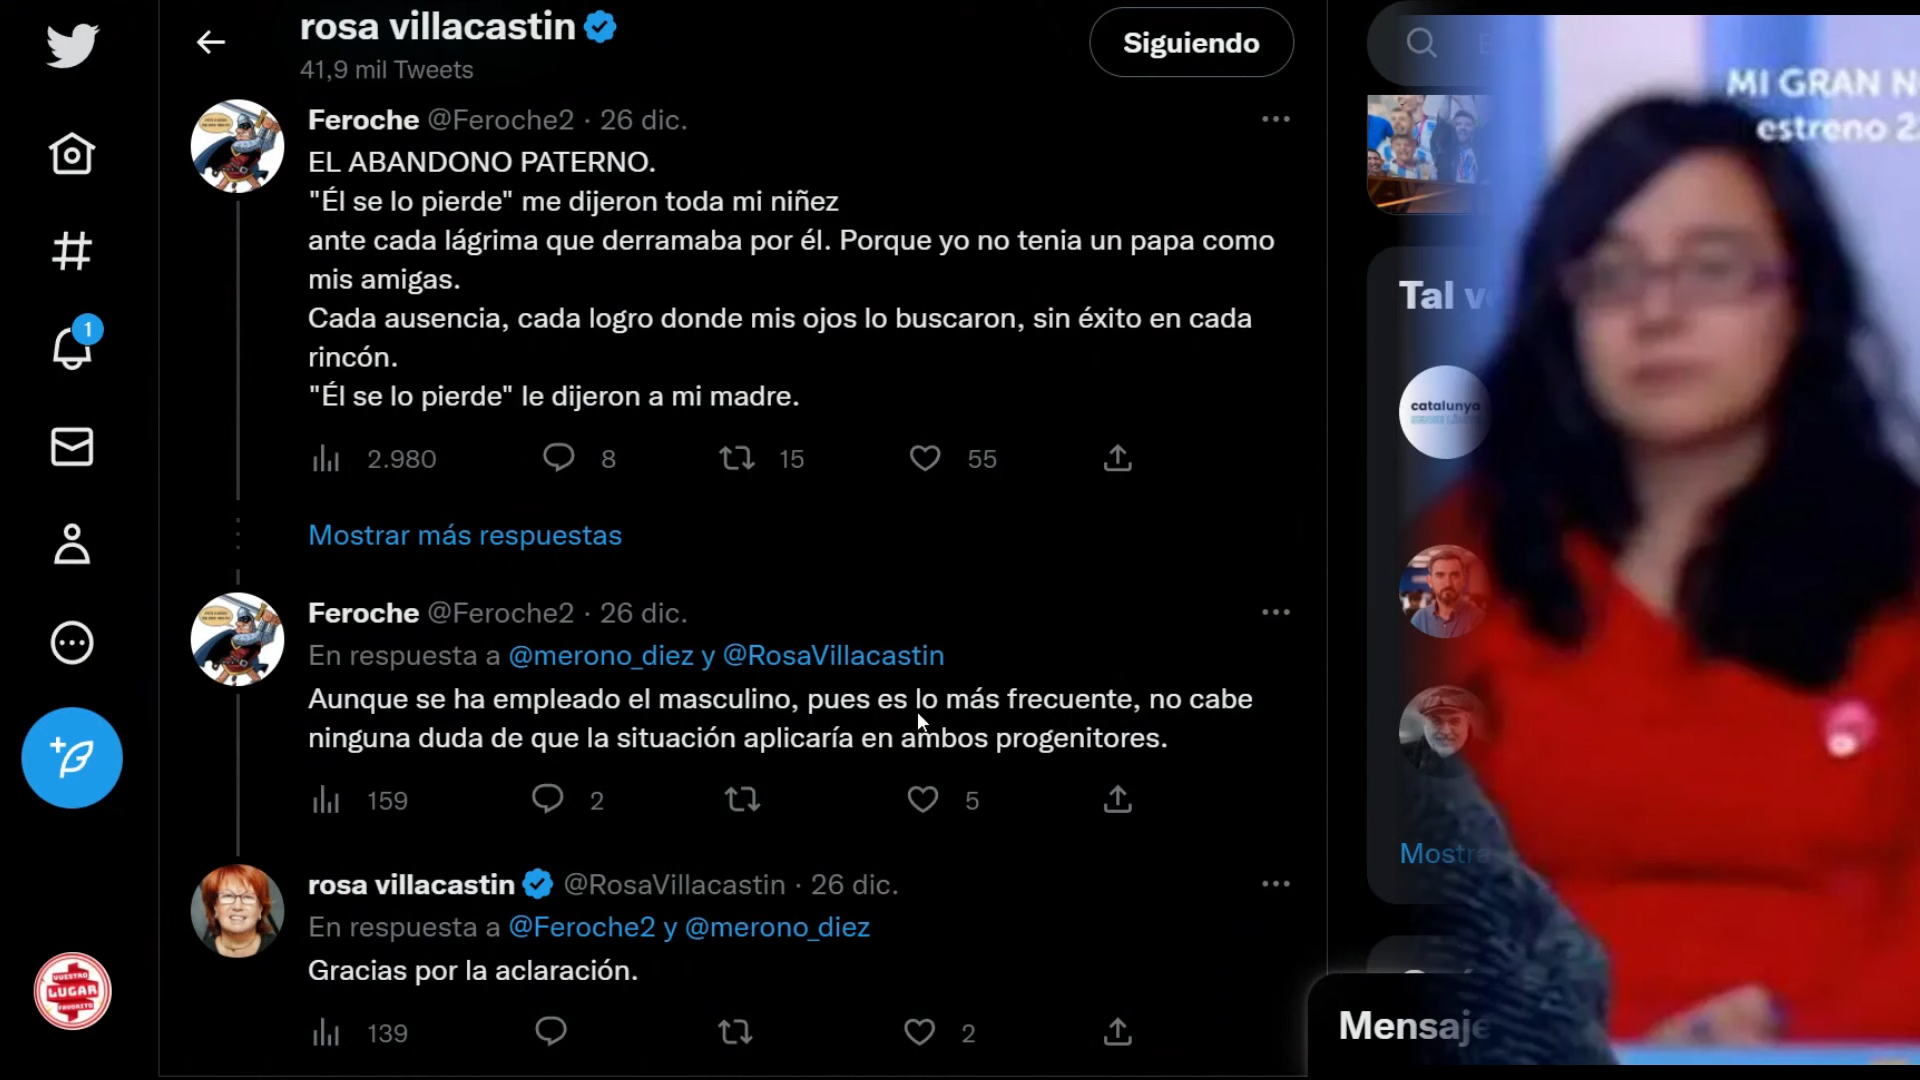 rosa villacastin
41,9 mil Tweets
Siguiendo
Feroche @Feroche2 · 26 dic.
EL ABANDONO PATERNO.
"Él se lo pierde" me dijeron toda mi niñez
ante cada lágrima que derramaba por él. Porque yo no tenia un papa como
mis amigas.
Cada ausencia, cada logro donde mis ojos lo buscaron, sin éxito en cada
rincón.
"Él se lo pierde" le dijeron a mi madre.
2.980 8 15 55
Mostrar más respuestas
Feroche @Feroche2 · 26 dic.
En respuesta a @merono_diez y @RosaVillacastin
Aunque se ha empleado el masculino, pues es lo más frecuente, no cabe
ninguna duda de que la situación aplicaría en ambos progenitores.
159 2 5
rosa villacastin @RosaVillacastin · 26 dic.
En respuesta a @Feroche2 y @merono_diez
Gracias por la aclaración.
139 2
1
VUESTRO
LUGAR
FAVORITO
MI GRAN N
estreno 2
Tal v
catalunya
Mostra
Mensaje